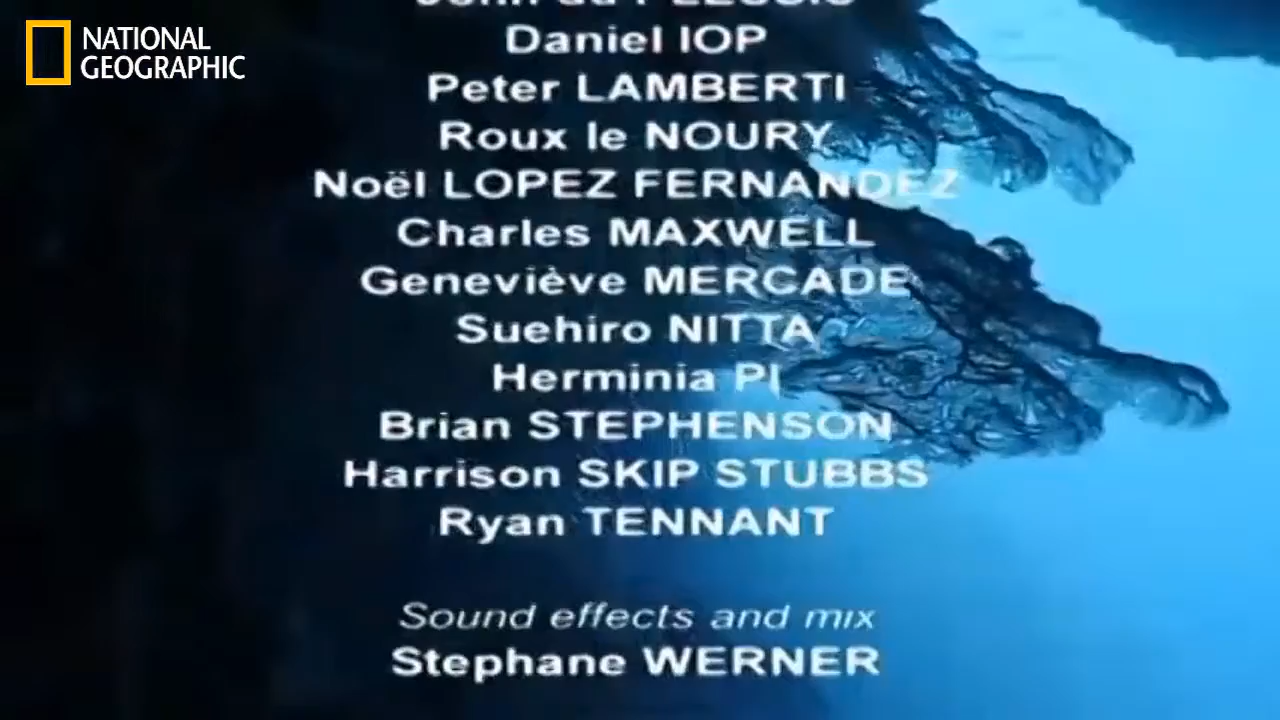 NATIONAL
GEOGRAPHIC
Daniel IOP
Peter LAMBERTI
Roux le NOURY
Noël LOPEZ FERNANDEZ
Charles MAXWELL
Geneviève MERCADE
Suehiro NITTA
Herminia PI
Brian STEPHENSON
Harrison SKIP STUBBS
Ryan TENNANT
Sound effects and mix
Stephane WERNER